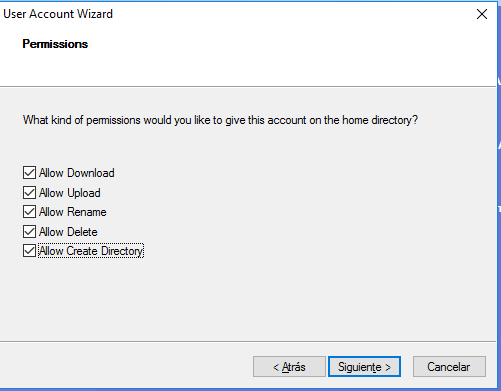 User Account Wizard
Permissions
What kind of permissions would you like to give this account on the home directory?
Allow Download
Allow Upload
Allow Rename
Allow Delete
Allow Create Directory
< Atrás
Siguiente >
Cancelar